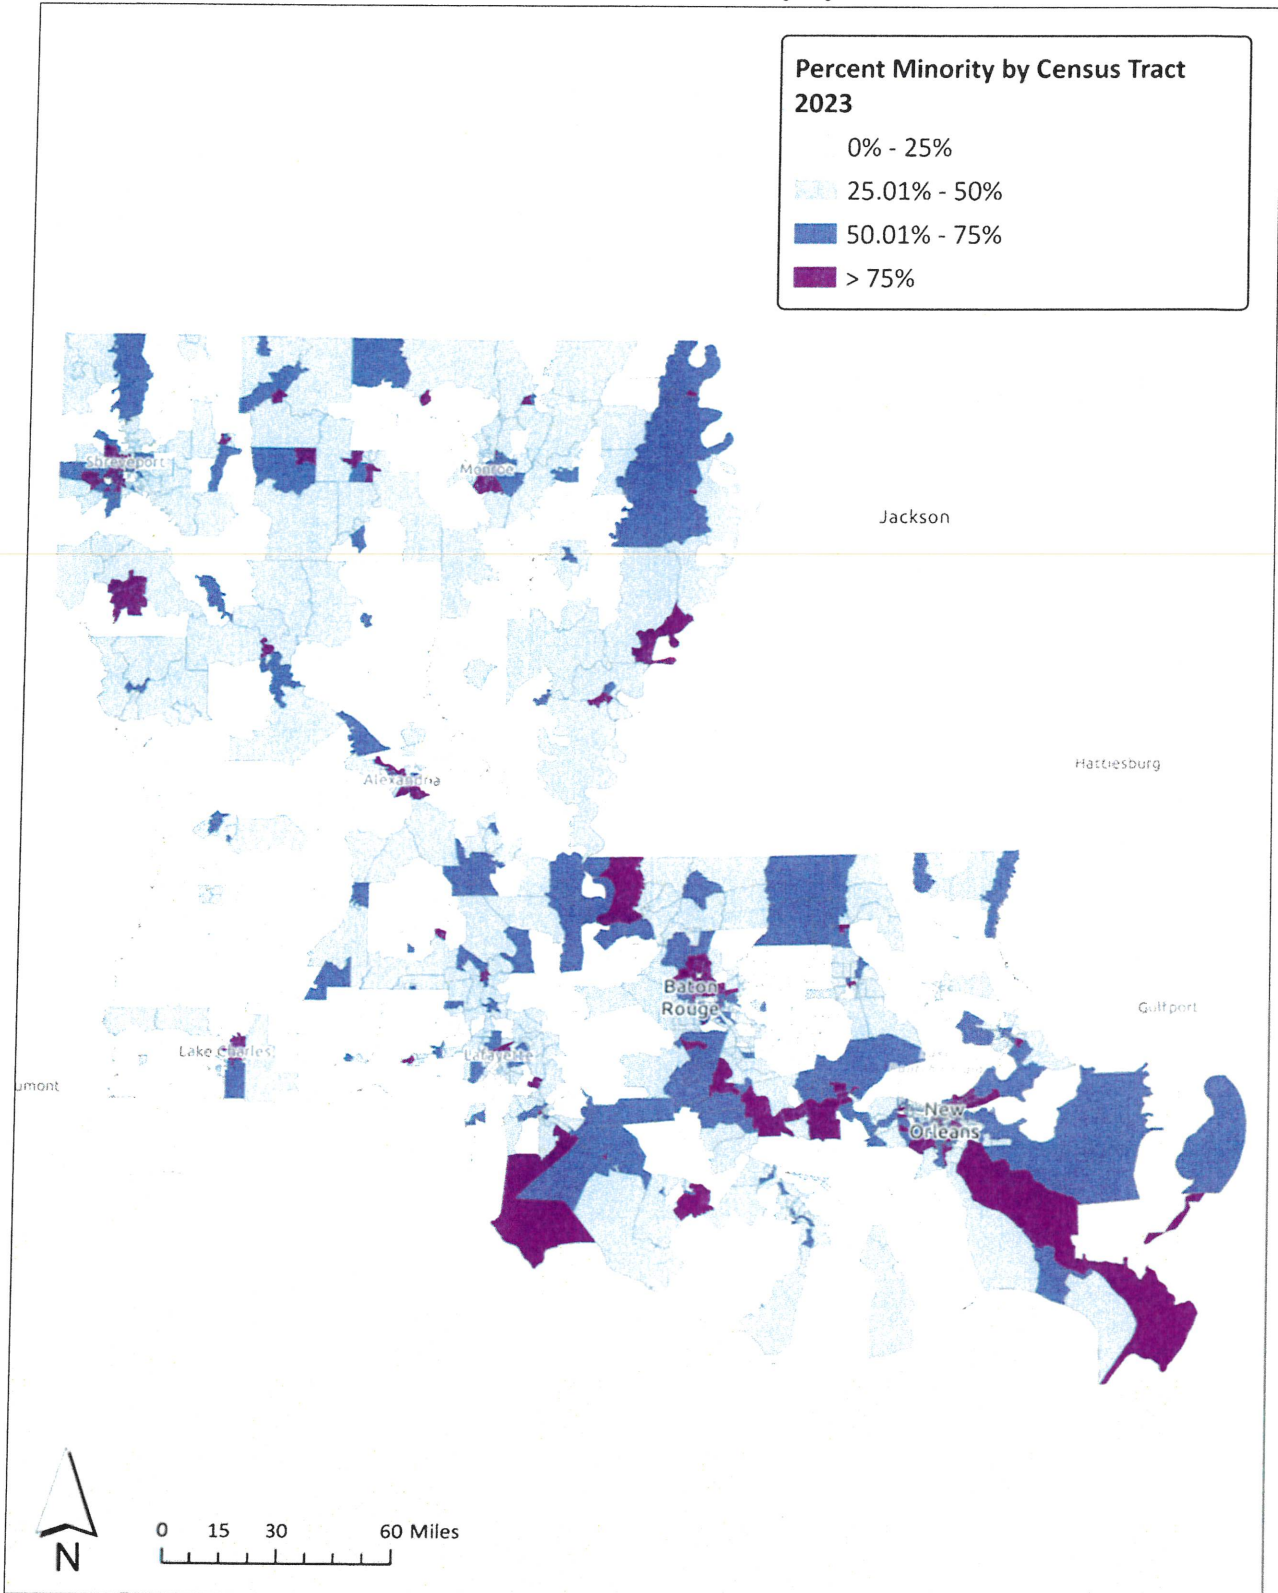 Percent Minority by Census Tract
2023
0% - 25%
25.01% - 50%
50.01% - 75%
> 75%
Shreveport
Monroe
Jackson
Alexandria
Hattiesburg
Baton
Rouge
Gulfport
Lake Charles
Lafayette
umont
New
Orleans
0 15 30 60 Miles
N